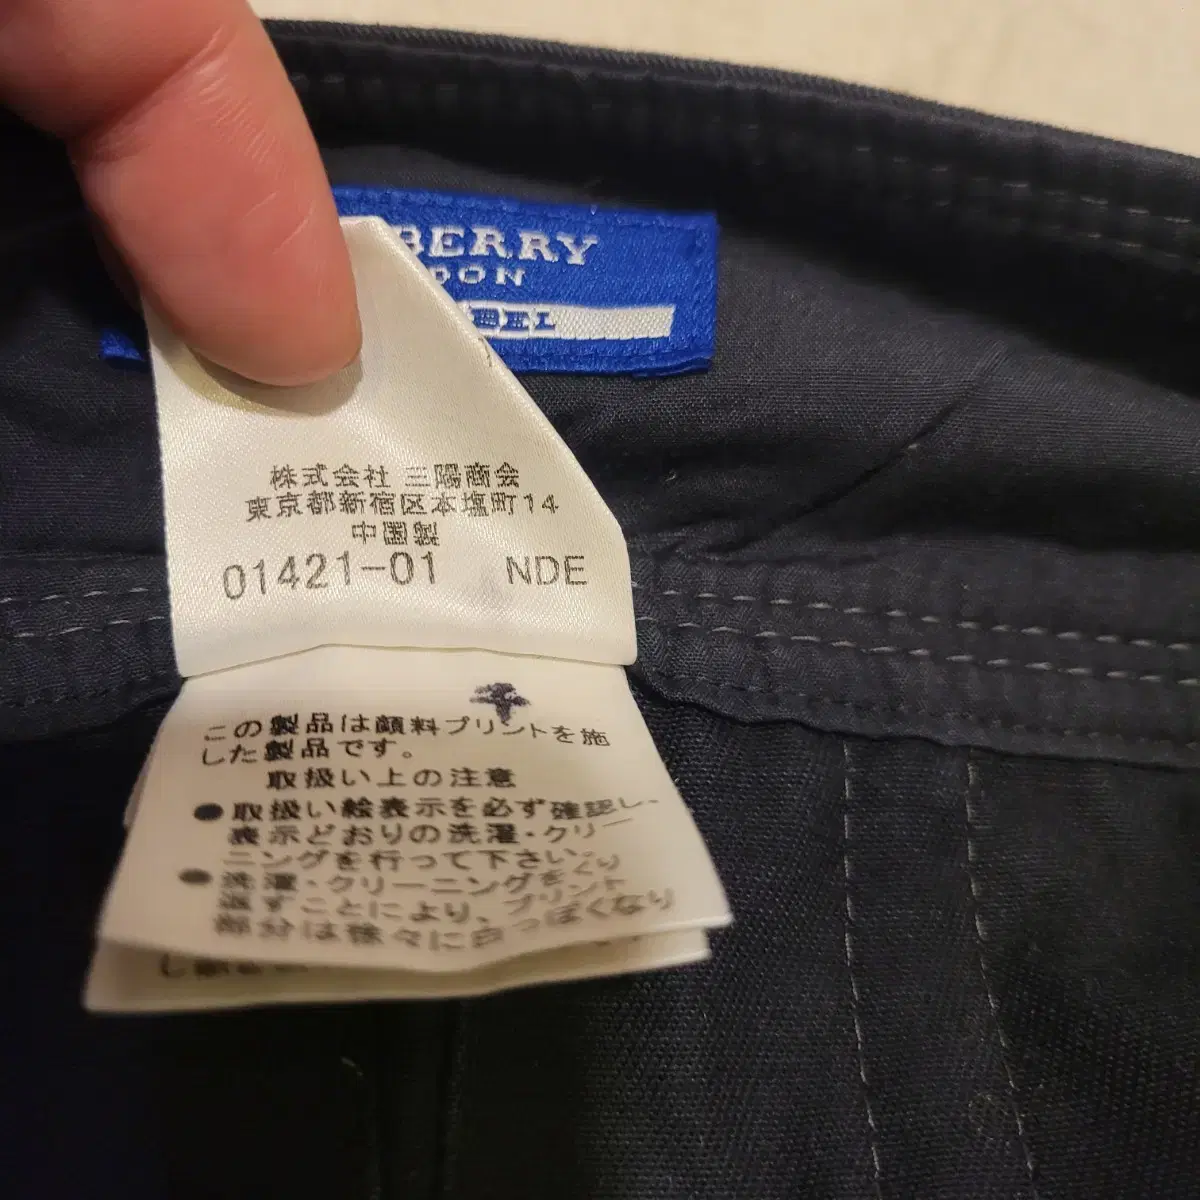 BERRY
DON
BEL
株式会社 三陽商会
東京都新宿区本塩町14
中国製
01421-01 NDE
この製品は顔料プリントを施
した製品です。
取扱い上の注意
●取扱い絵表示を必ず確認し、
表示どおりの洗濯・クリー
ニングを行って下さい。
●洗濯・クリーニングをくり
返すことにより、プリント
部分は徐々に白っぽくなり